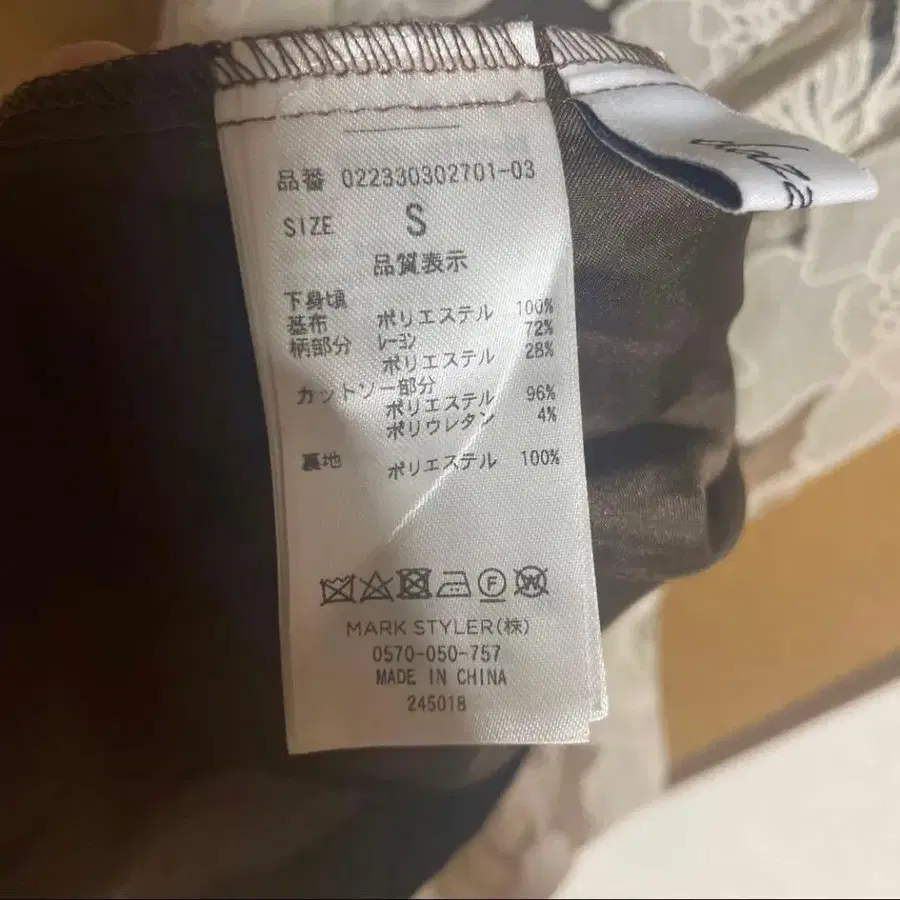 品番 022330302701-03
SIZE S
品質表示
下身頃
基布 ポリエステル 100%
柄部分 レーヨン 72%
ポリエステル 28%
カットソー部分
ポリエステル 96%
ポリウレタン 4%
裏地 ポリエステル 100%
F
W
MARK STYLER(株)
0570-050-757
MADE IN CHINA
245018